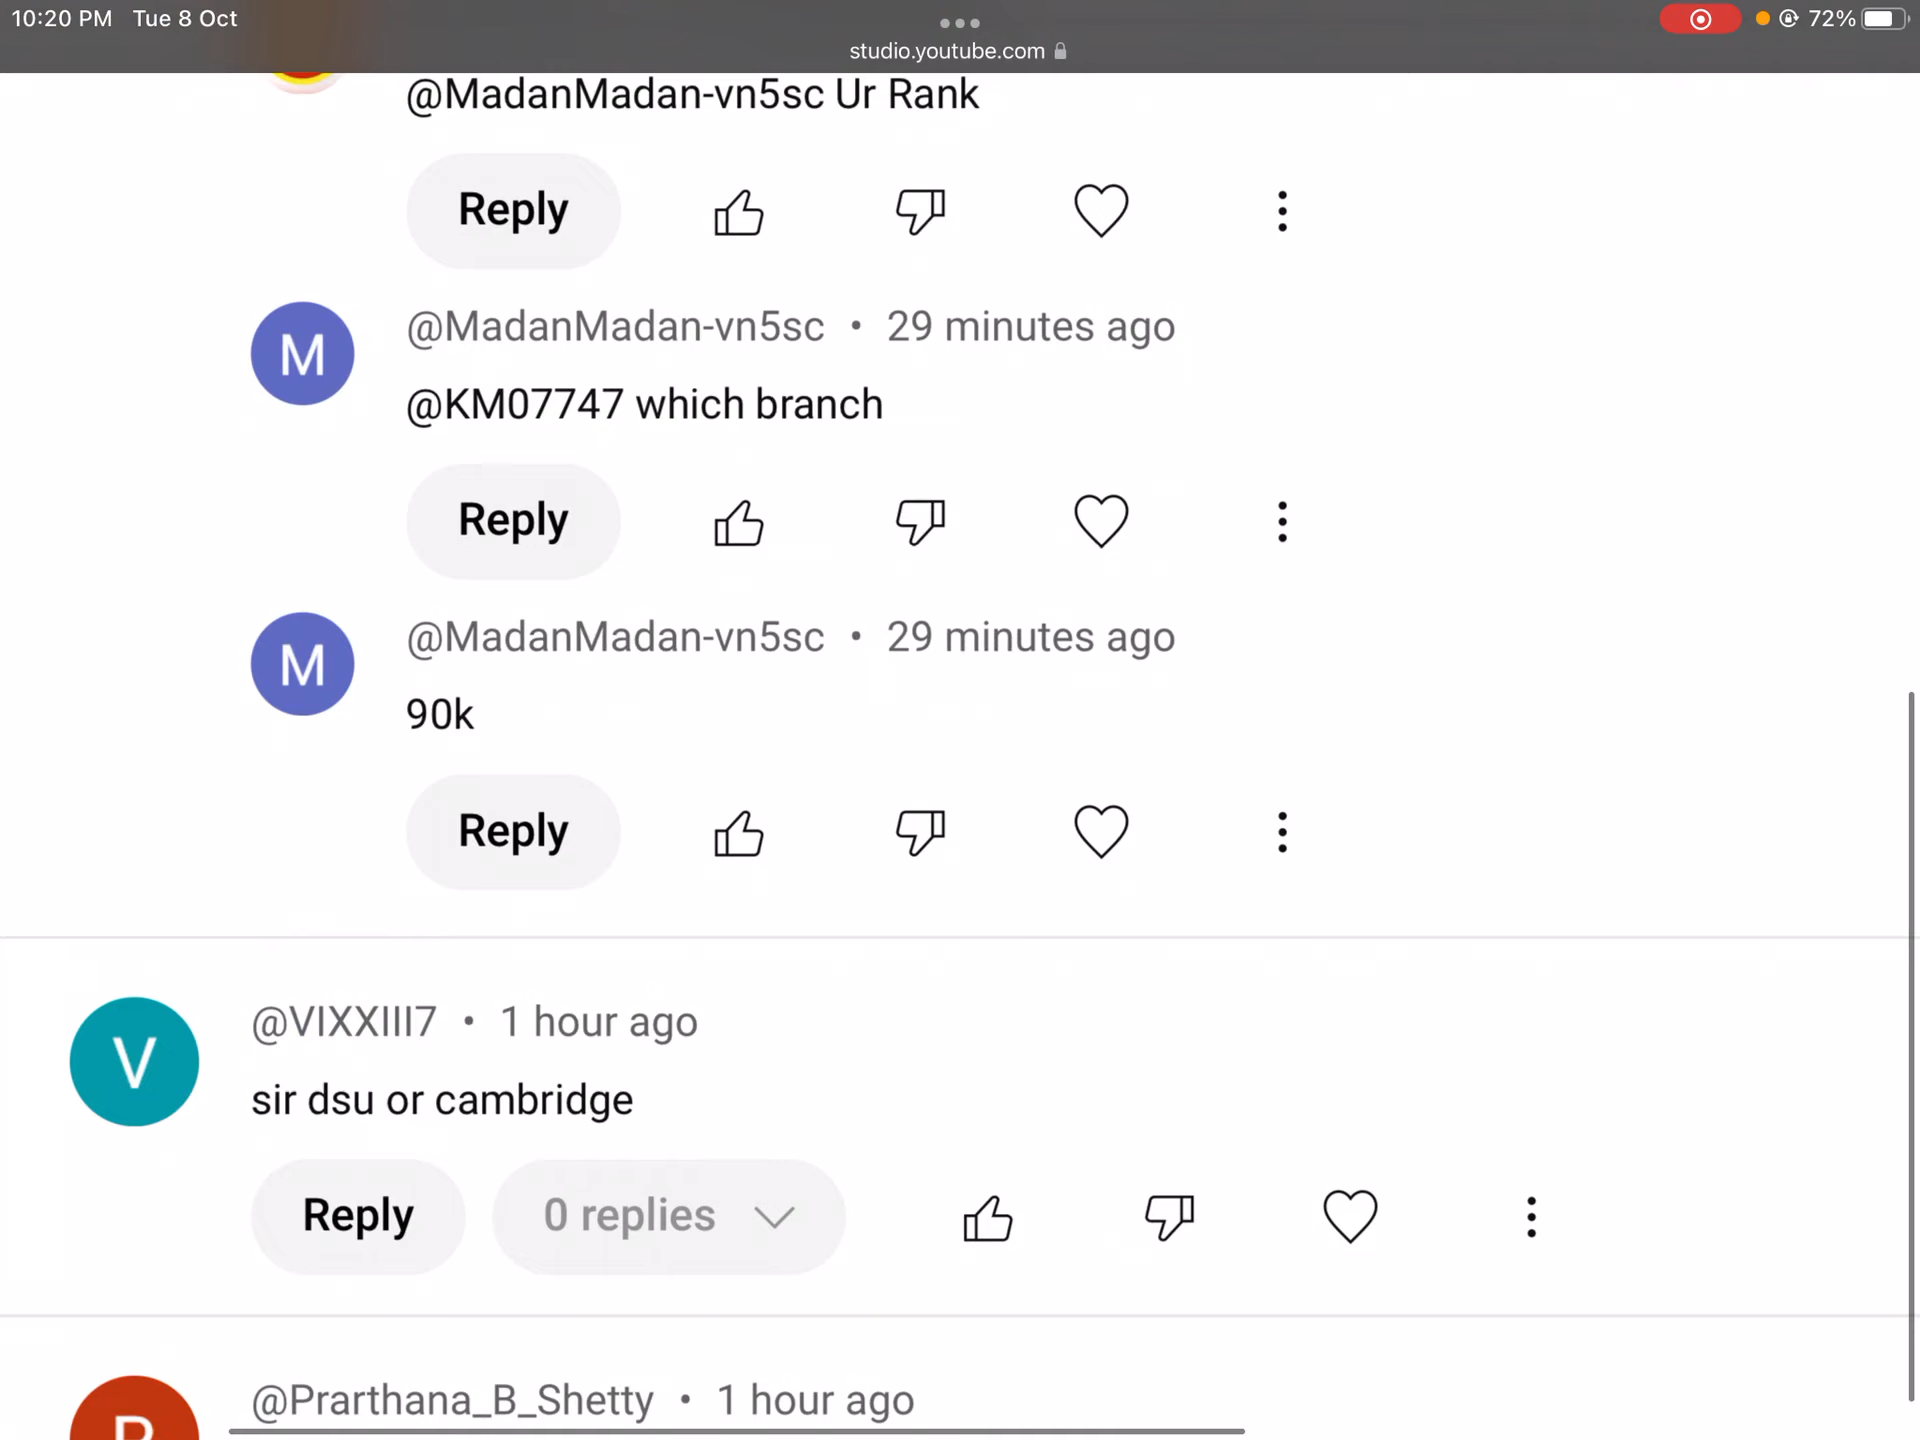 10:20 PM Tue 8 Oct
72%
studio.youtube.com
@MadanMadan-vn5sc Ur Rank
Reply
M
@MadanMadan-vn5sc • 29 minutes ago
@KM07747 which branch
Reply
M
@MadanMadan-vn5sc • 29 minutes ago
90k
Reply
V
@VIXXIII7 • 1 hour ago
sir dsu or cambridge
Reply
0 replies
@Prarthana_B_Shetty • 1 hour ago